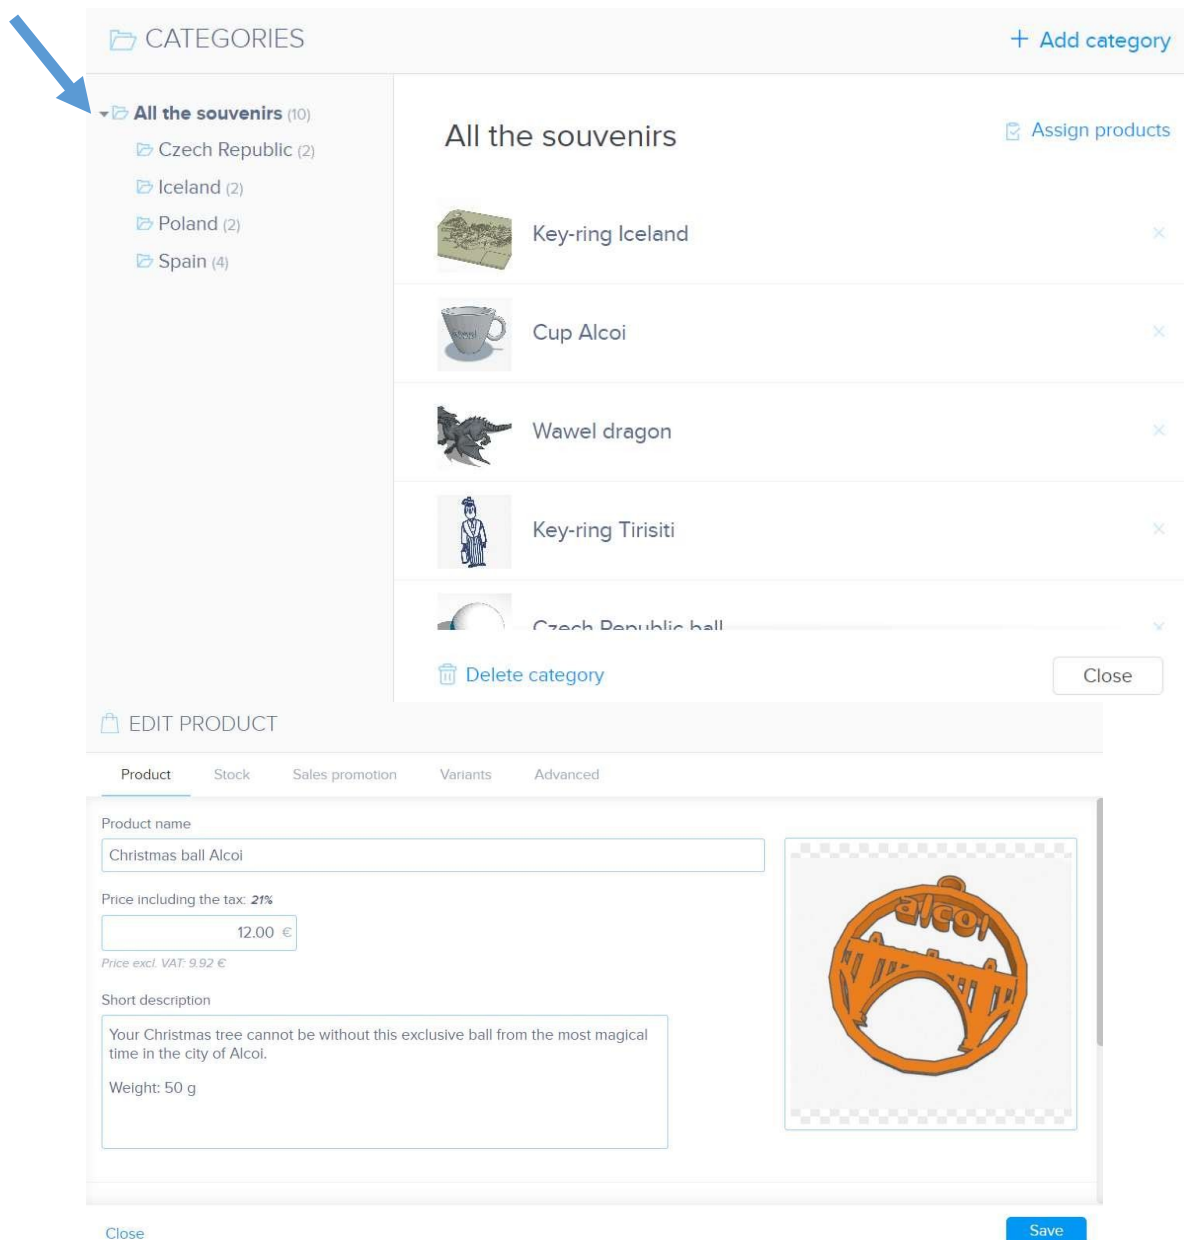 CATEGORIES
+ Add category
All the souvenirs (10)
Czech Republic (2)
Iceland (2)
Poland (2)
Spain (4)
All the souvenirs
Assign products
Key-ring Iceland
Cup Alcoi
Wawel dragon
Key-ring Tirisiti
Czech Republic ball
Delete category
Close
EDIT PRODUCT
Product Stock Sales promotion Variants Advanced
Product name
Christmas ball Alcoi
Price including the tax: 21%
12.00 €
Price excl. VAT: 9.92 €
Short description
Your Christmas tree cannot be without this exclusive ball from the most magical
time in the city of Alcoi.
Weight: 50 g
alcoi
Close
Save